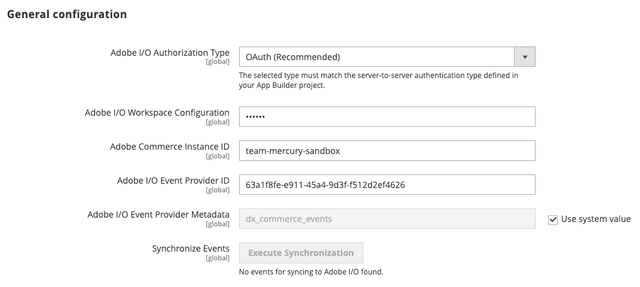 General configuration
Adobe I/O Authorization Type
[global]
OAuth (Recommended)
The selected type must match the server-to-server authentication type defined in
your App Builder project.
Adobe I/O Workspace Configuration
[global]
••••••
Adobe Commerce Instance ID
[global]
team-mercury-sandbox
Adobe I/O Event Provider ID
[global]
63a1f8fe-e911-45a4-9d3f-f512d2ef4626
Adobe I/O Event Provider Metadata
[global]
dx_commerce_events
Use system value
Synchronize Events
[global]
Execute Synchronization
No events for syncing to Adobe I/O found.